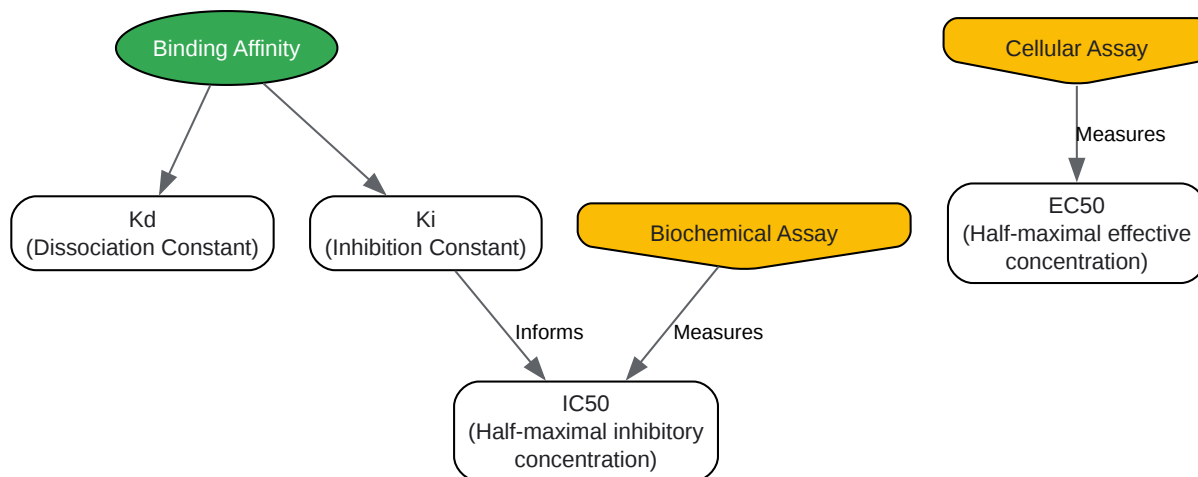 Binding Affinity
Cellular Assay
Measures
Kd
(Dissociation Constant)
Ki
(Inhibition Constant)
Biochemical Assay
EC50
(Half-maximal effective
concentration)
Informs
Measures
IC50
(Half-maximal inhibitory
concentration)